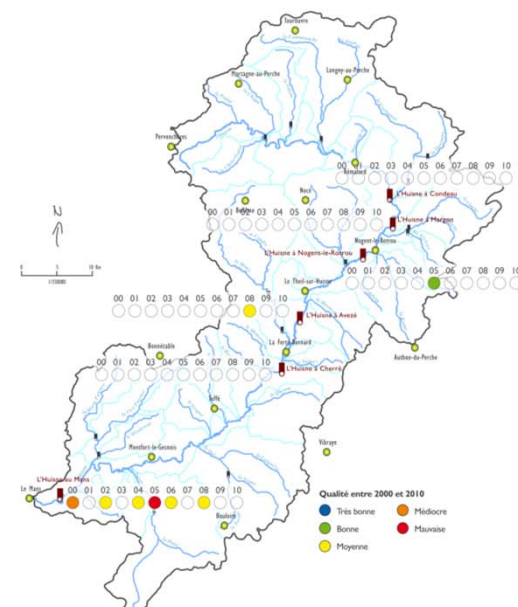 Tourouvre
Mortagne-au-Perche
Longny-au-Perche
Pervenchères
Rémalard
00 01 02 03 04 05 06 07 08 09 10
L'Huisne à Condeau
Bellême
Nocé
00 01 02 03 04 05 06 07 08 09 10
L'Huisne à Margon
N
L'Huisne à Nogent-le-Rotrou
Nogent-le-Rotrou
0 5 10 Km
00 01 02 03 04 05 06 07 08 09 10
Le Theil-sur-Huisne
00 01 02 03 04 05 06 07 08 09 10
L'Huisne à Avezé
Bonnétable
La Ferté-Bernard
Authon-du-Perche
00 01 02 03 04 05 06 07 08 09 10
L'Huisne à Cherré
Tuffé
Montfort-le-Gesnois
Vibraye
L'Huisne au Mans
Le Mans
00 01 02 03 04 05 06 07 08 09 10
Bouloire
Qualité entre 2000 et 2010
Très bonne
Médiocre
Bonne
Mauvaise
Moyenne